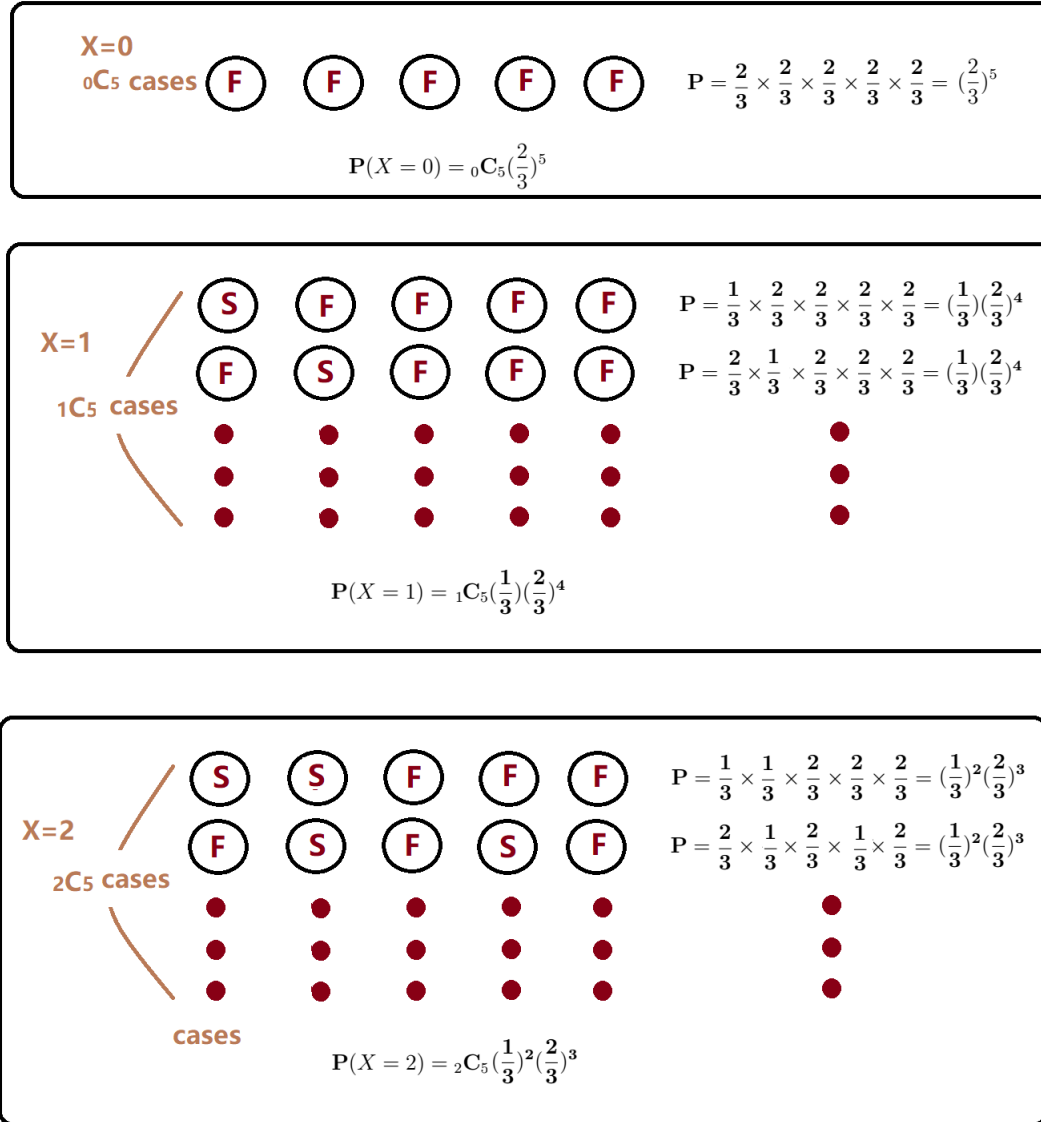 X=0
₀C₅ cases F F F F F P = 2/3 × 2/3 × 2/3 × 2/3 × 2/3 = (2/3)⁵
P(X = 0) = ₀C₅(2/3)⁵
S F F F F P = 1/3 × 2/3 × 2/3 × 2/3 × 2/3 = (1/3)(2/3)⁴
X=1
F S F F F P = 2/3 × 1/3 × 2/3 × 2/3 × 2/3 = (1/3)(2/3)⁴
₁C₅ cases
P(X = 1) = ₁C₅(1/3)(2/3)⁴
S S F F F P = 1/3 × 1/3 × 2/3 × 2/3 × 2/3 = (1/3)²(2/3)³
X=2
F S F S F P = 2/3 × 1/3 × 2/3 × 1/3 × 2/3 = (1/3)²(2/3)³
₂C₅ cases
cases
P(X = 2) = ₂C₅(1/3)²(2/3)³